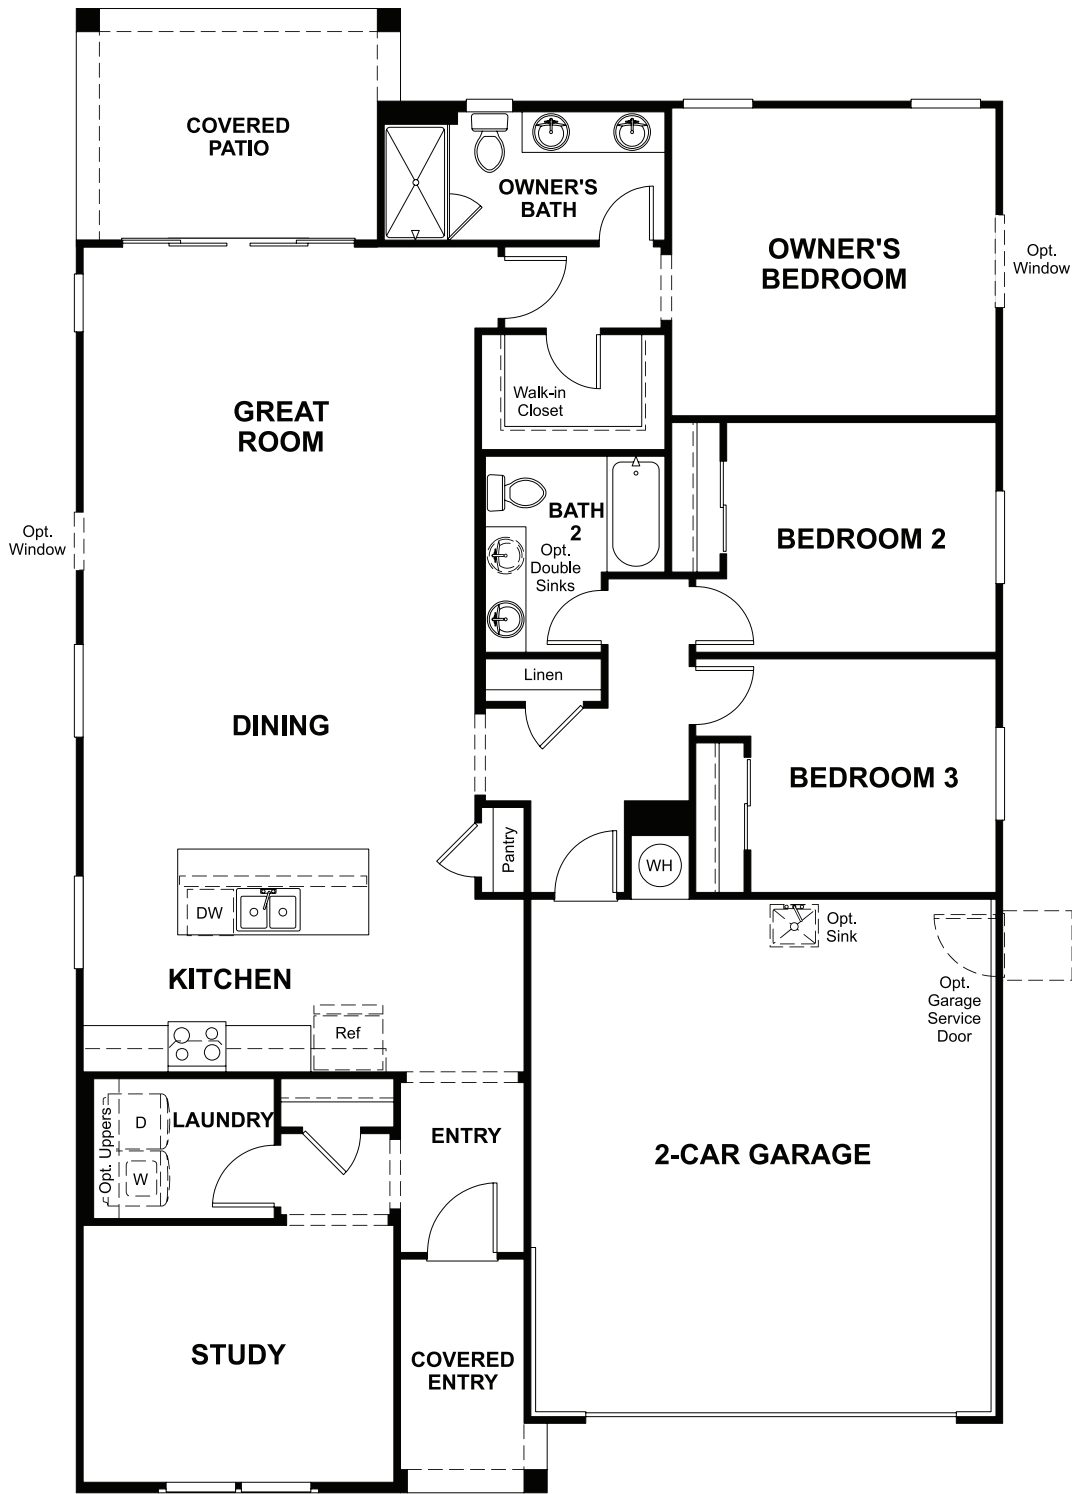 COVERED
PATIO
OWNER'S
BATH
OWNER'S
BEDROOM
Opt.
Window
GREAT
ROOM
Walk-in
Closet
Opt.
Window
BATH
2
Opt.
Double
Sinks
BEDROOM 2
Linen
DINING
BEDROOM 3
Pantry
WH
DW
Opt.
Sink
KITCHEN
Opt.
Garage
Service
Door
Ref
Opt. Uppers
D
LAUNDRY
W
ENTRY
2-CAR GARAGE
STUDY
COVERED
ENTRY